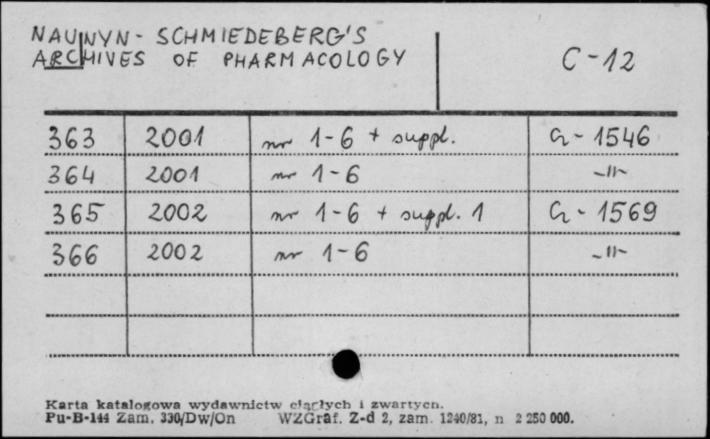 NAUNYN - SCHMIEDEBERG'S
ARCHIVES OF PHARMACOLOGY
C-12
363 2001 nr 1-6 + suppl. Cz - 1546
364 2001 nr 1-6 -"-
365 2002 nr 1-6 + suppl. 1 Cz - 1569
366 2002 nr 1-6 -"-
Karta katalogowa wydawnictw ciągłych i zwartych.
Pu-B-144 Zam. 330/Dw/On WZGraf. Z-d 2, zam. 1240/81, n 2 250 000.